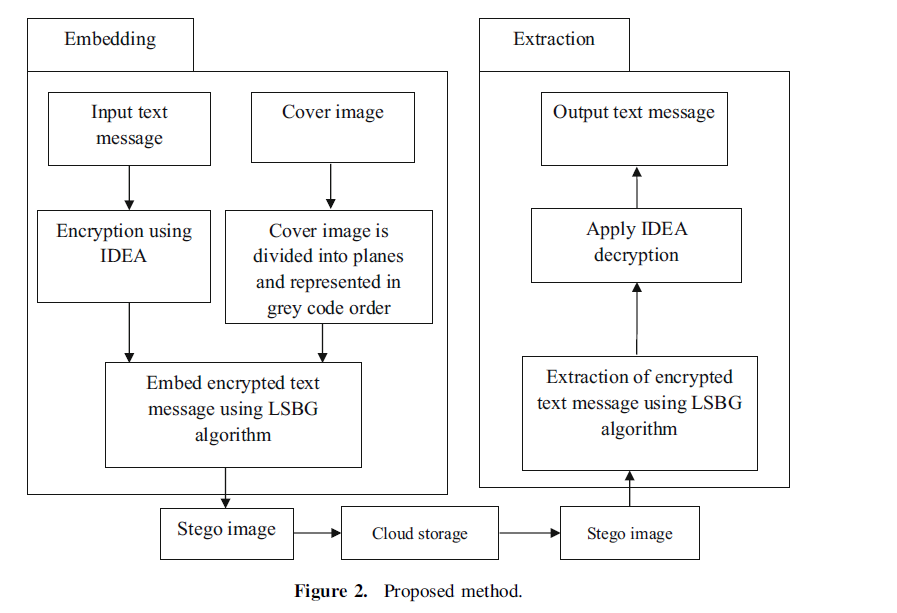 Embedding
Input text
message
Cover image
Encryption using
IDEA
Cover image is
divided into planes
and represented in
grey code order
Embed encrypted text
message using LSBG
algorithm
Stego image
Cloud storage
Stego image
Extraction
Output text message
Apply IDEA
decryption
Extraction of encrypted
text message using LSBG
algorithm
Figure 2. Proposed method.